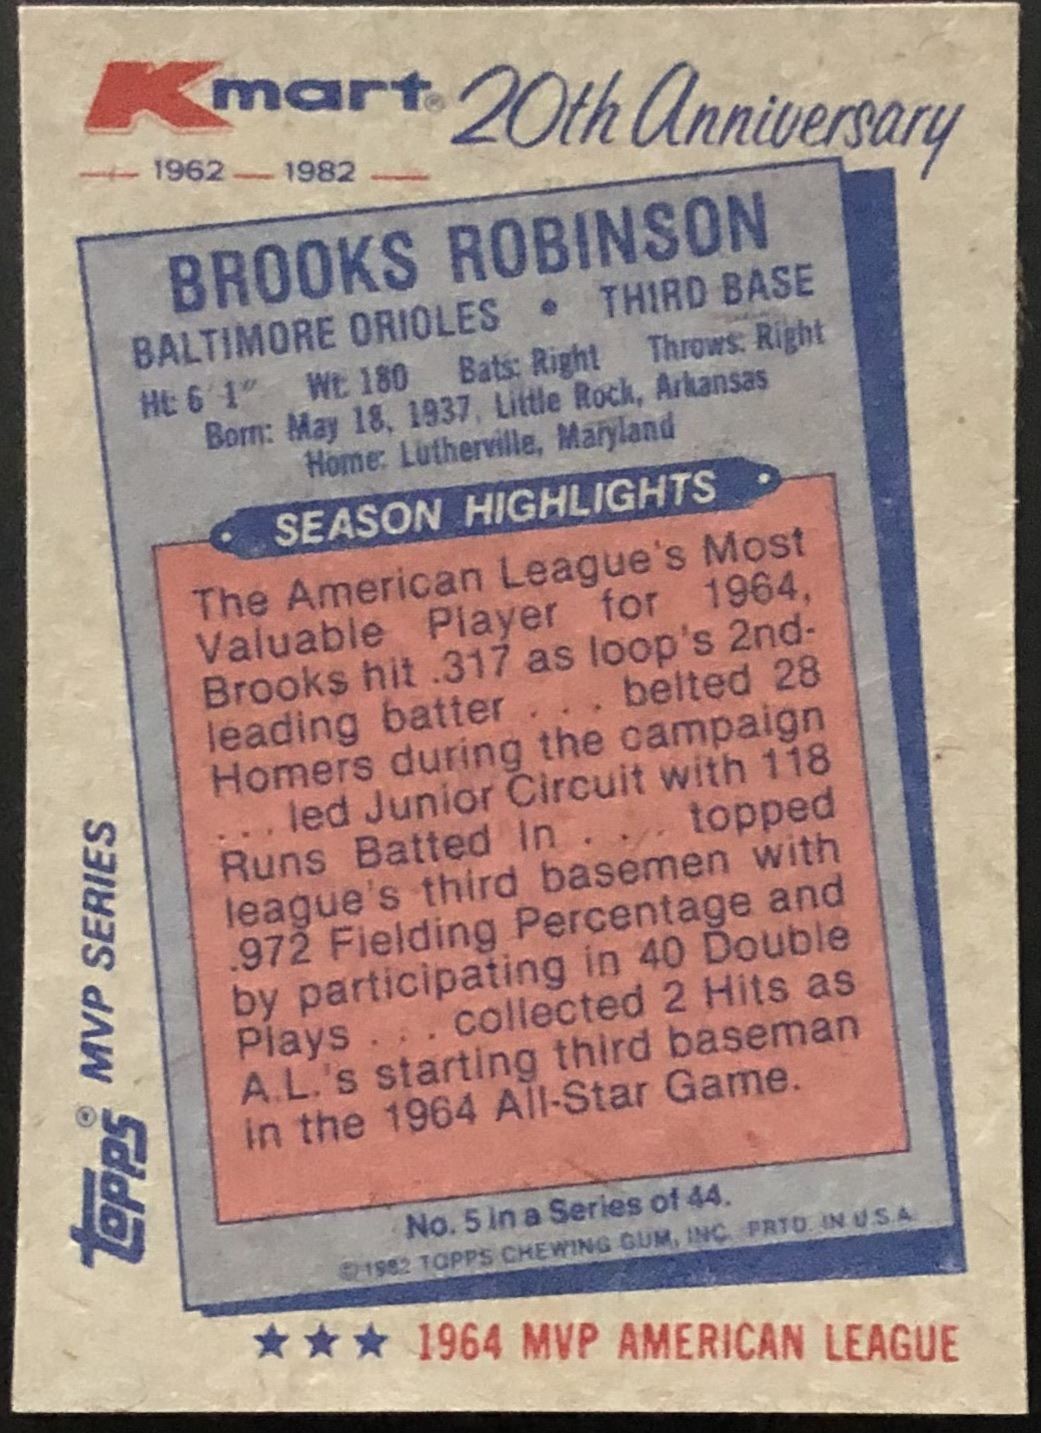 Kmart® 20th Anniversary
1962 — 1982
BROOKS ROBINSON
BALTIMORE ORIOLES • THIRD BASE
Ht: 6'1" Wt: 180 Bats: Right Throws: Right
Born: May 18, 1937, Little Rock, Arkansas
Home: Lutherville, Maryland
SEASON HIGHLIGHTS
The American League's Most
Valuable Player for 1964,
Brooks hit .317 as loop's 2nd-
leading batter . . . belted 28
Homers during the campaign
. . . led Junior Circuit with 118
Runs Batted In . . . topped
league's third basemen with
.972 Fielding Percentage and
by participating in 40 Double
Plays . . . collected 2 Hits as
A.L.'s starting third baseman
in the 1964 All-Star Game.
No. 5 in a Series of 44.
©1982 TOPPS CHEWING GUM, INC. PRTD. IN U.S.A.
topps® MVP SERIES
★★★ 1964 MVP AMERICAN LEAGUE